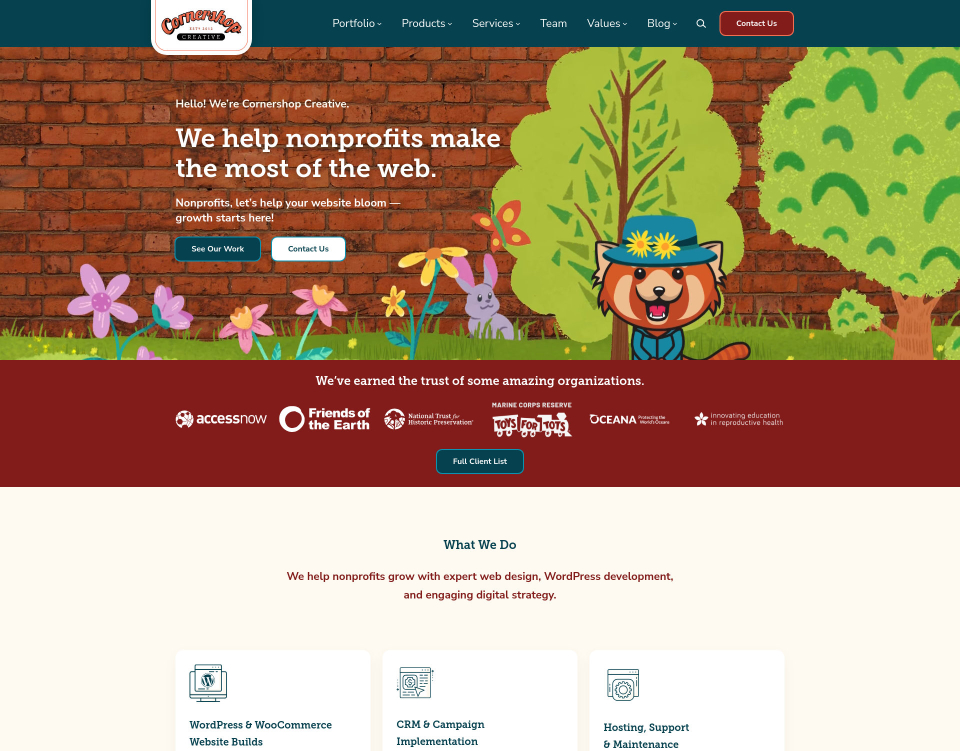 Cornershop
ESTD 2002
CREATIVE
Portfolio
Products
Services
Team
Values
Blog
Contact Us
Hello! We're Cornershop Creative.
We help nonprofits make
the most of the web.
Nonprofits, let's help your website bloom —
growth starts here!
See Our Work
Contact Us
We've earned the trust of some amazing organizations.
accessnow
Friends of
the Earth
National Trust for
Historic Preservation
MARINE CORPS RESERVE
TOYS FOR TOTS
OCEANA
Protecting the
World's Oceans
innovating education
in reproductive health
Full Client List
What We Do
We help nonprofits grow with expert web design, WordPress development,
and engaging digital strategy.
WordPress & WooCommerce
Website Builds
CRM & Campaign
Implementation
Hosting, Support
& Maintenance